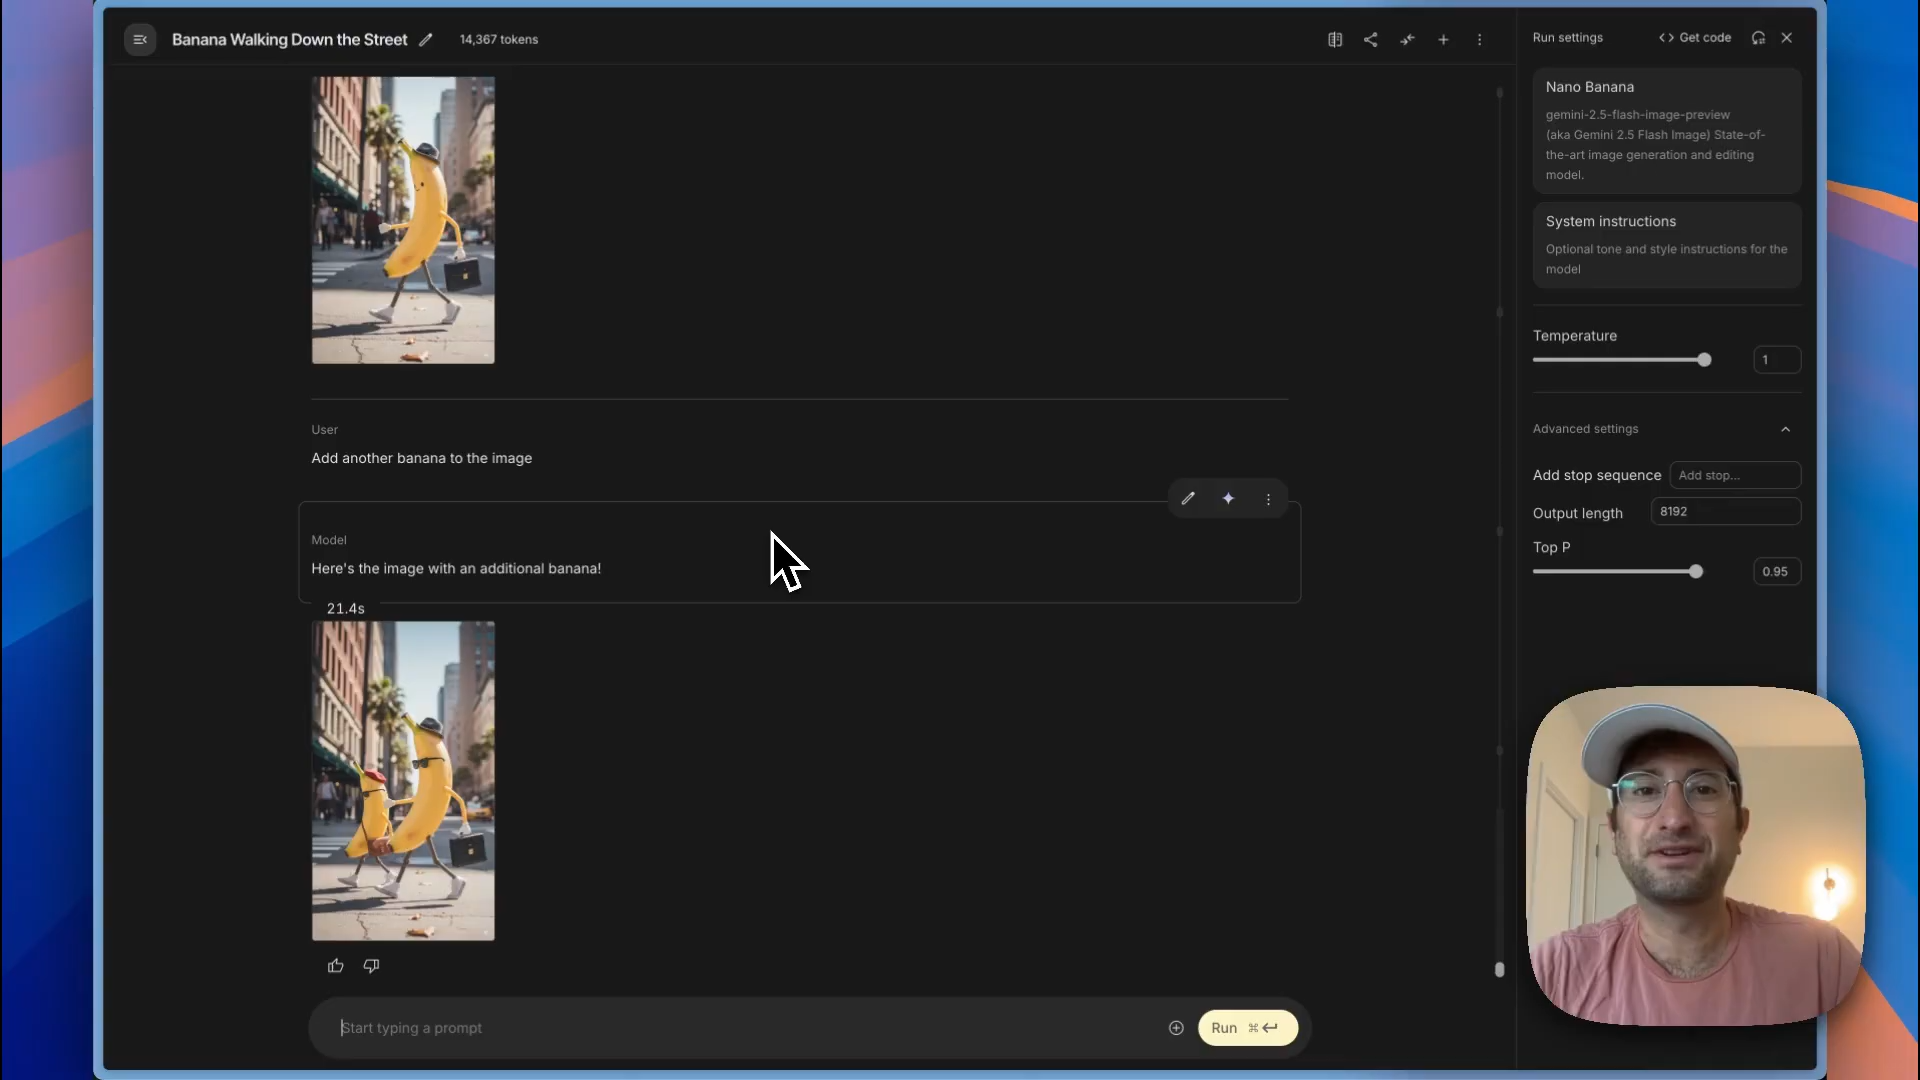 Banana Walking Down the Street
14,367 tokens
User
Add another banana to the image
Model
Here's the image with an additional banana!
21.4s
Start typing a prompt
Run ⌘
Run settings
<> Get code
Nano Banana
gemini-2.5-flash-image-preview
(aka Gemini 2.5 Flash Image) State-of-
the-art image generation and editing
model.
System instructions
Optional tone and style instructions for the
model
Temperature
1
Advanced settings
Add stop sequence
Add stop...
Output length
8192
Top P
0.95